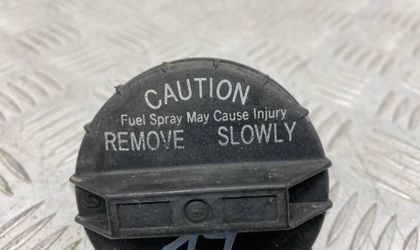 CAUTION
Fuel Spray May Cause Injury
REMOVE SLOWLY